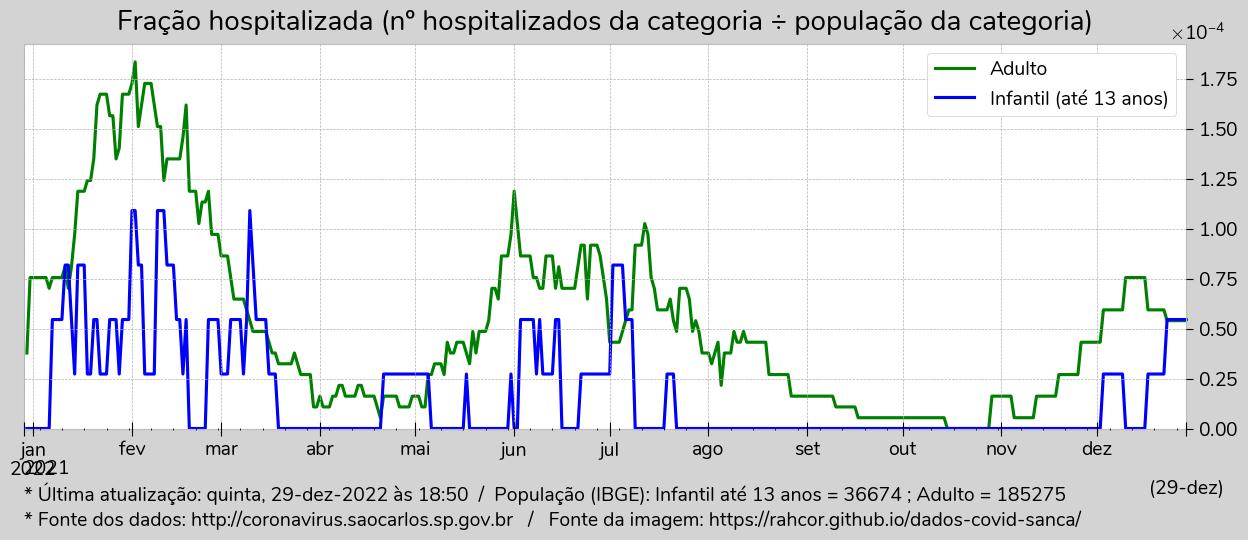 Fração hospitalizada (nº hospitalizados da categoria ÷ população da categoria)
×10⁻⁴
Adulto
Infantil (até 13 anos)
1.75
1.50
1.25
1.00
0.75
0.50
0.25
0.00
jan fev mar abr mai jun jul ago set out nov dez
2022 2021
(29-dez)
* Última atualização: quinta, 29-dez-2022 às 18:50 / População (IBGE): Infantil até 13 anos = 36674 ; Adulto = 185275
* Fonte dos dados: http://coronavirus.saocarlos.sp.gov.br / Fonte da imagem: https://rahcor.github.io/dados-covid-sanca/